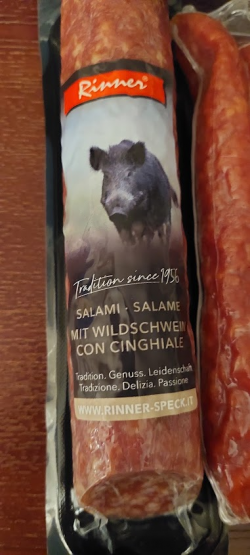 Rinner®
Tradition since 1956
SALAMI - SALAME
MIT WILDSCHWEIN
CON CINGHIALE
Tradition. Genuss. Leidenschaft
Tradizione. Delizia. Passione
WWW.RINNER-SPECK.IT